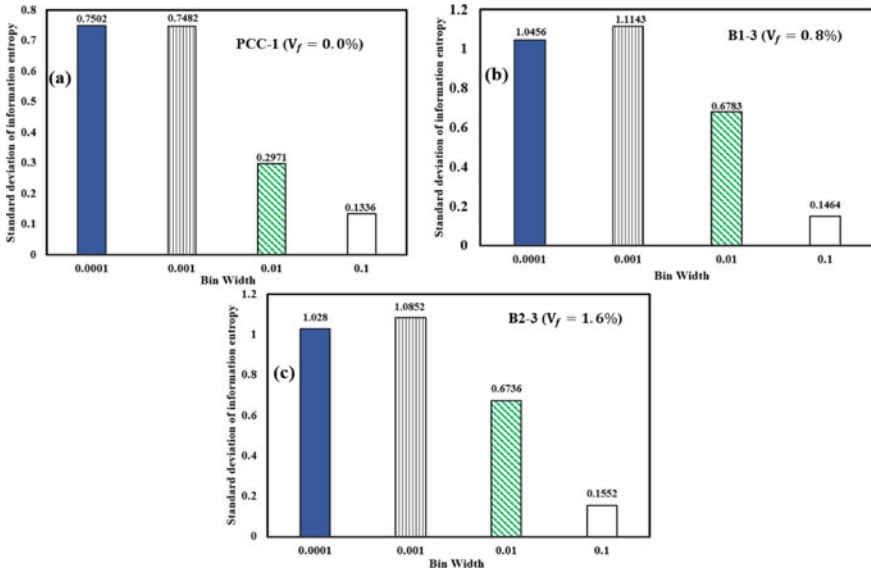 0.8
0.7
0.6
0.5
0.4
0.3
0.2
0.1
0
Standard deviation of information entropy
(a)
PCC-1 (V_f = 0.0%)
0.7502
0.7482
0.2971
0.1336
0.0001 0.001 0.01 0.1
Bin Width
1.2
1
0.8
0.6
0.4
0.2
0
Standard deviation of information entropy
(b)
B1-3 (V_f = 0.8%)
1.0456
1.1143
0.6783
0.1464
0.0001 0.001 0.01 0.1
Bin Width
1.2
1
0.8
0.6
0.4
0.2
0
Standard deviation of information entropy
(c)
B2-3 (V_f = 1.6%)
1.028
1.0852
0.6736
0.1552
0.0001 0.001 0.01 0.1
Bin Width